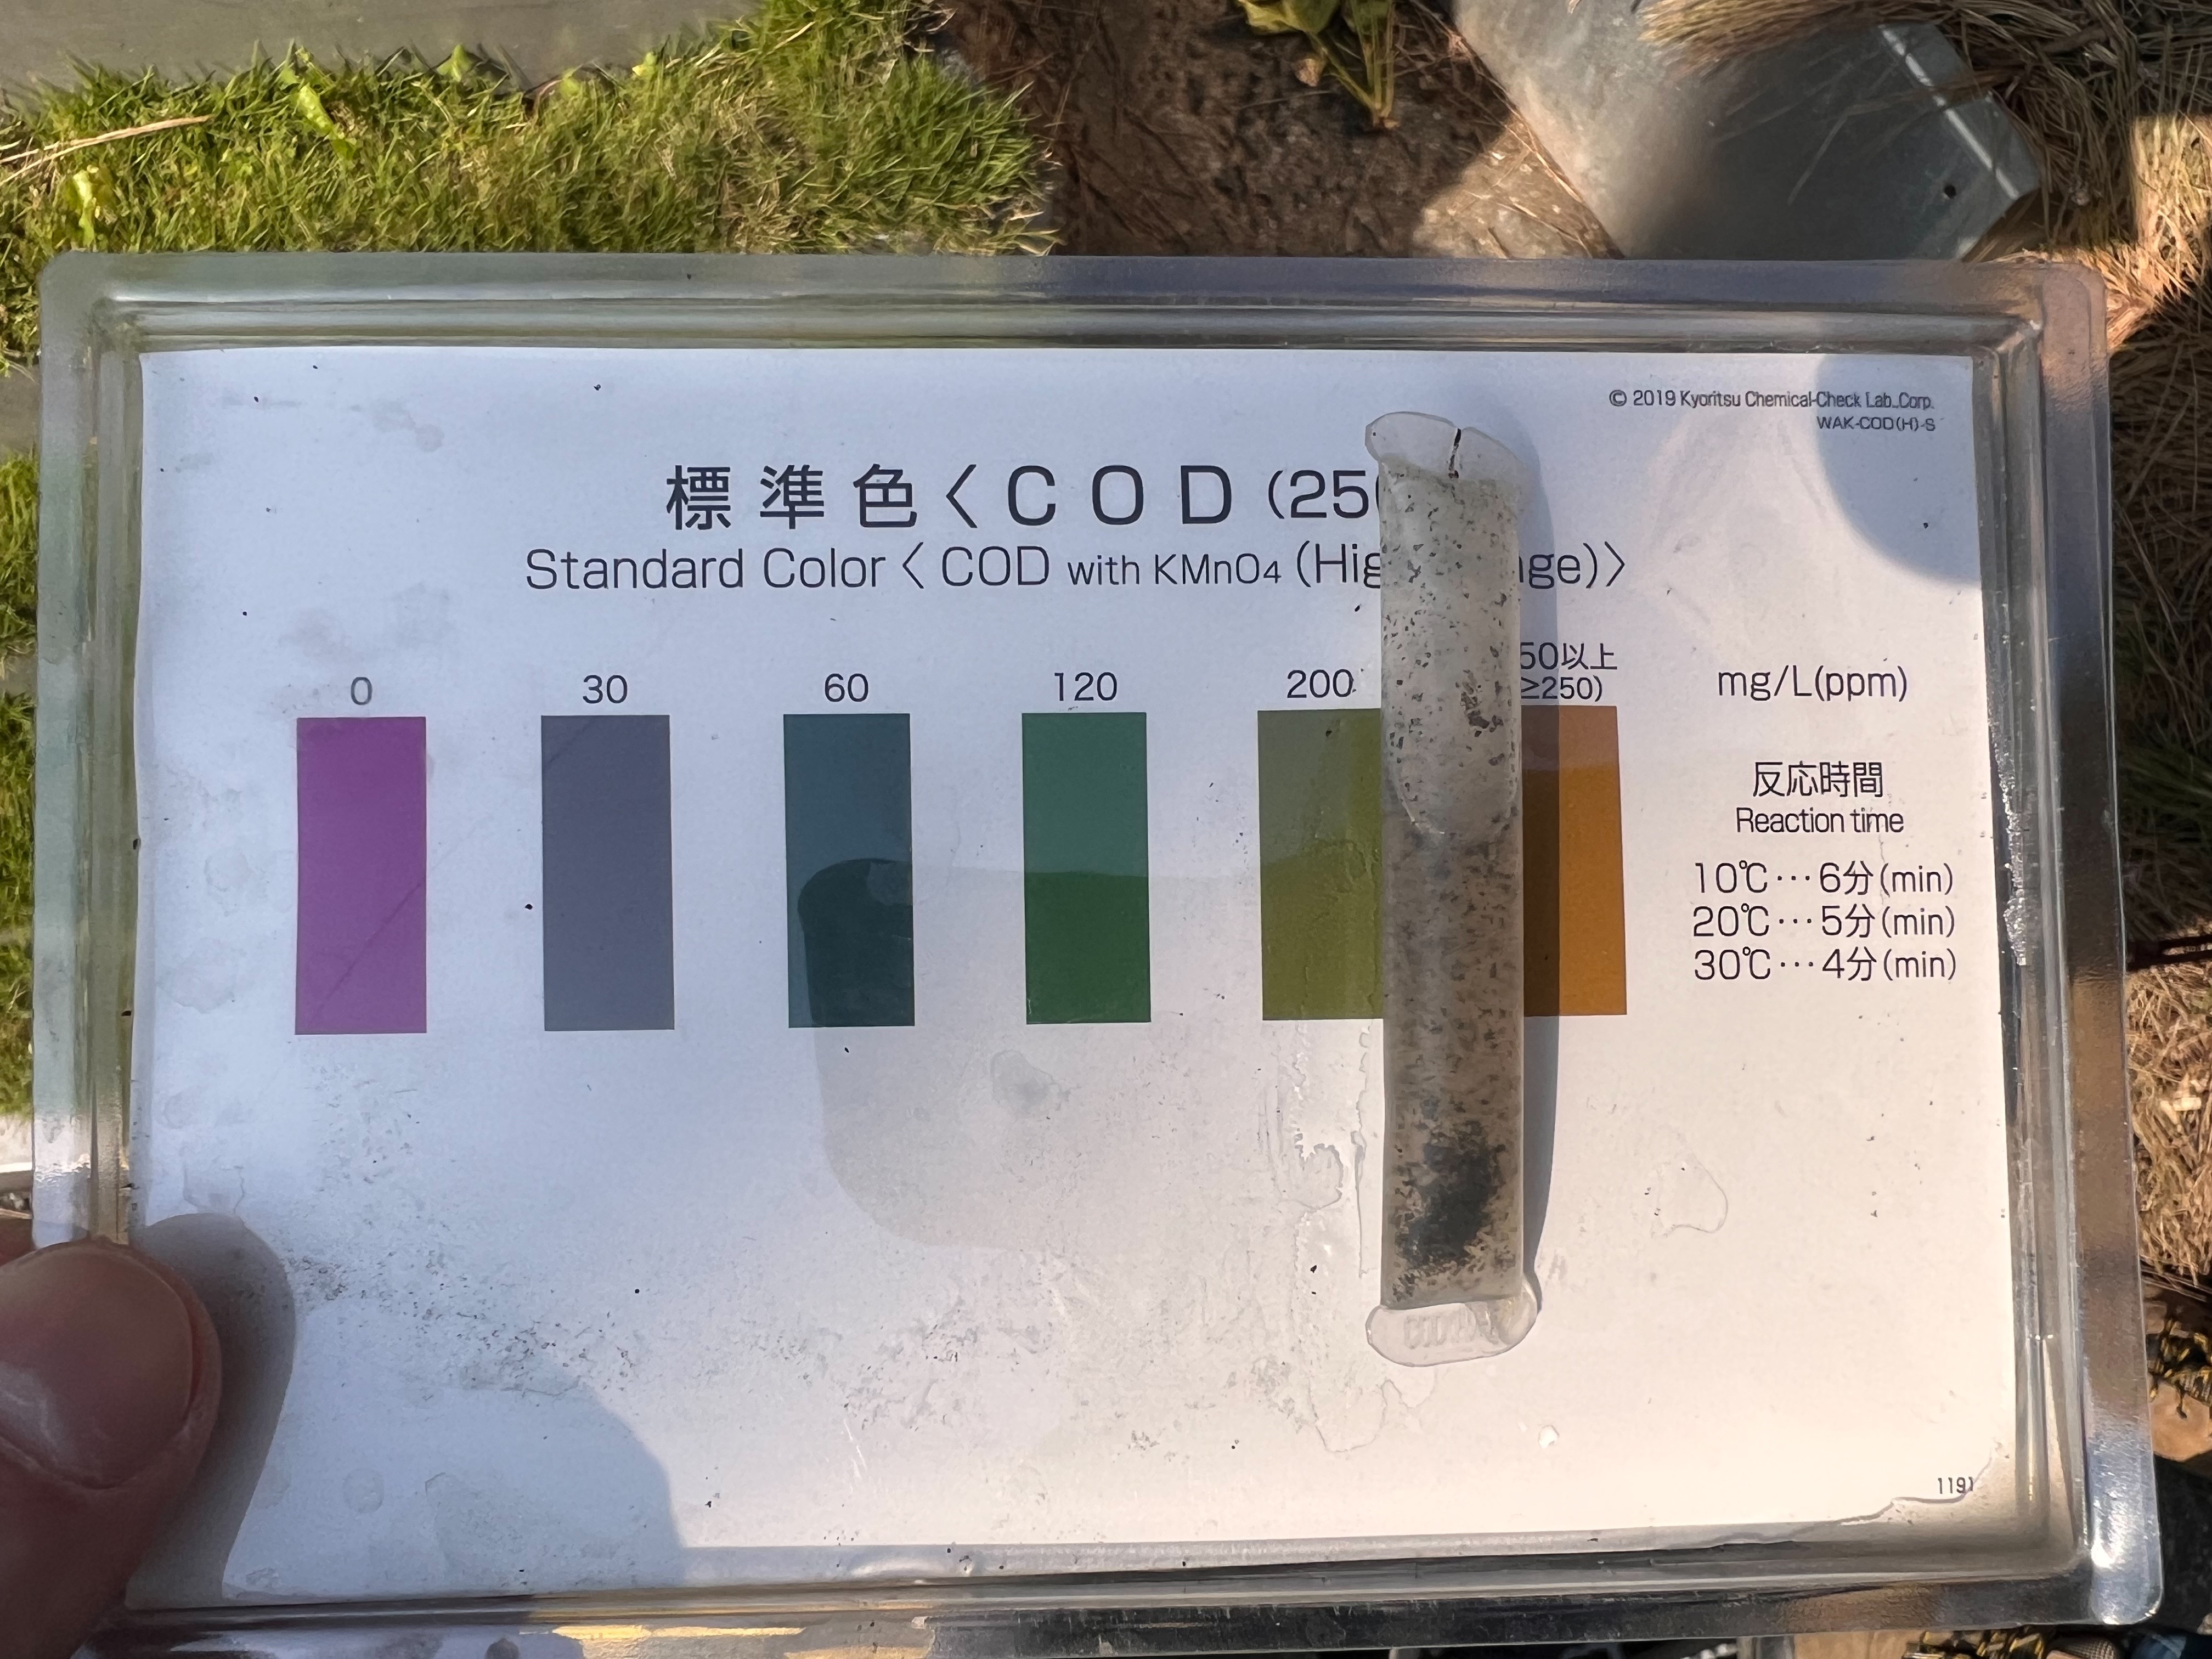 © 2019 Kyoritsu Chemical-Check Lab.,Corp.
WAK-COD(H)-S
標準色〈COD (25
Standard Color〈 COD with KMnO4 (Hig nge)〉
0 30 60 120 200 50以上
≥250)
mg/L(ppm)
反応時間
Reaction time
10℃･･･6分(min)
20℃･･･5分(min)
30℃･･･4分(min)
1191